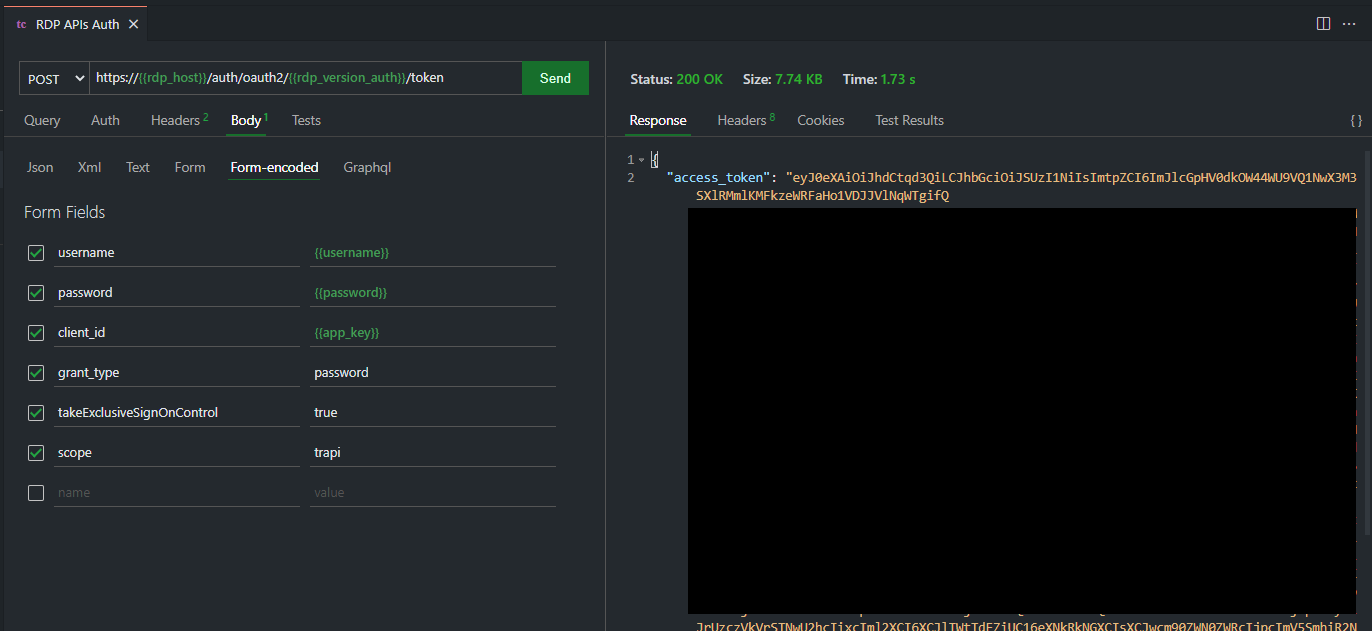 tc RDP APIs Auth
POST https://{{rdp_host}}/auth/oauth2/{{rdp_version_auth}}/token Send
Query Auth Headers 2 Body 1 Tests
Json Xml Text Form Form-encoded Graphql
Form Fields
username {{username}}
password {{password}}
client_id {{app_key}}
grant_type password
takeExclusiveSignOnControl true
scope trapi
name value
Status: 200 OK Size: 7.74 KB Time: 1.73 s
Response Headers 8 Cookies Test Results { }
1 {
2 "access_token": "eyJ0eXAiOiJhdCtqd3QiLCJhbGciOiJSUzI1NiIsImtpZCI6ImJlcGpHV0dkOW44WU9VQ1NwX3M3
SXlRMmlKMFkzeWRFaHo1VDJJVlNqWTgifQ